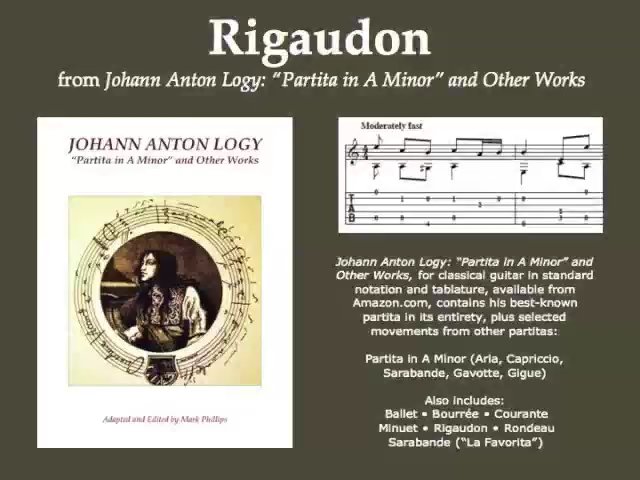 Rigaudon
from Johann Anton Logy: “Partita in A Minor” and Other Works
JOHANN ANTON LOGY
“Partita in A Minor” and Other Works
Adapted and Edited by Mark Phillips
Moderately fast
Johann Anton Logy: “Partita in A Minor” and
Other Works, for classical guitar in standard
notation and tablature, available from
Amazon.com, contains his best-known
partita in its entirety, plus selected
movements from other partitas:
Partita in A Minor (Aria, Capriccio,
Sarabande, Gavotte, Gigue)
Also includes:
Ballet • Bourrée • Courante
Minuet • Rigaudon • Rondeau
Sarabande (“La Favorita”)